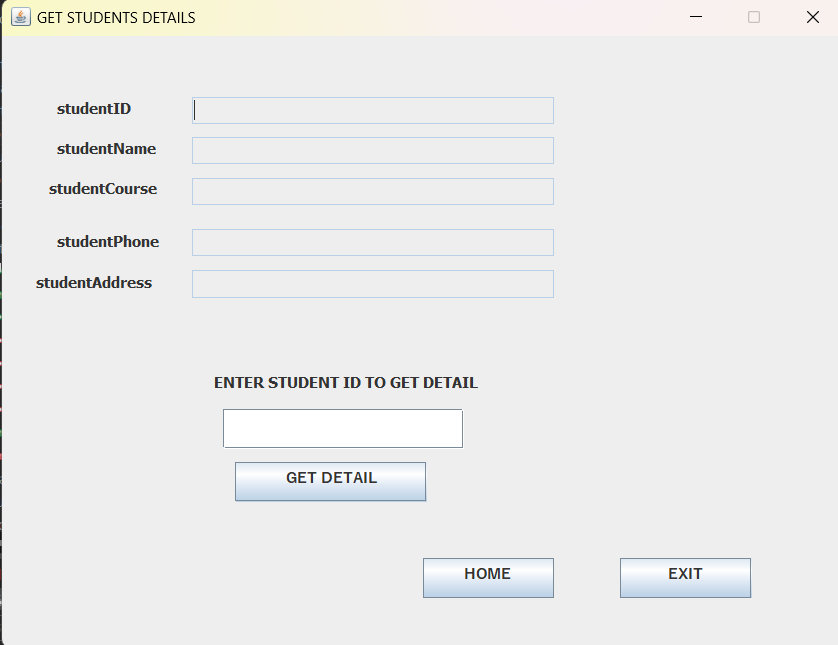 GET STUDENTS DETAILS
studentID
studentName
studentCourse
studentPhone
studentAddress
ENTER STUDENT ID TO GET DETAIL
GET DETAIL
HOME
EXIT